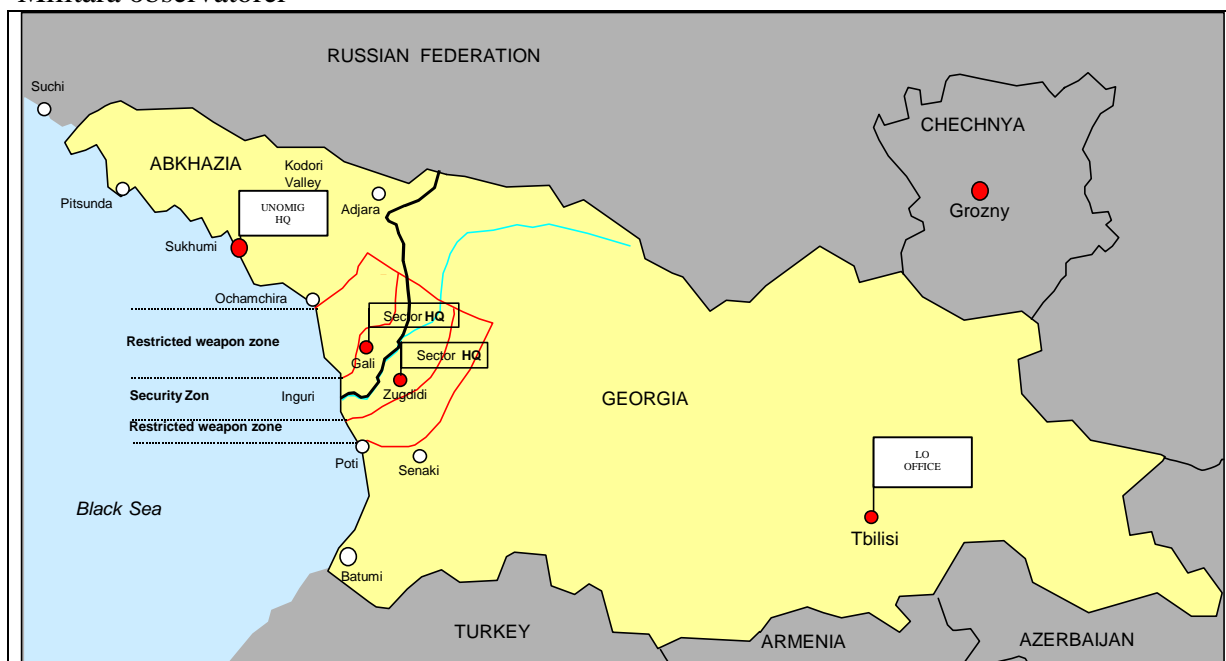 Militära observatörer
RUSSIAN FEDERATION
Suchi
CHECHNYA
ABKHAZIA
Kodori
Valley
Pitsunda
UNOMIG
HQ
Adjara
Grozny
Sukhumi
Ochamchira
Sector HQ
Restricted weapon zone
Gali
Sector HQ
Security Zon
Inguri
Zugdidi
GEORGIA
Restricted weapon zone
Poti
Senaki
LO
OFFICE
Black Sea
Tbilisi
Batumi
TURKEY
ARMENIA
AZERBAIJAN